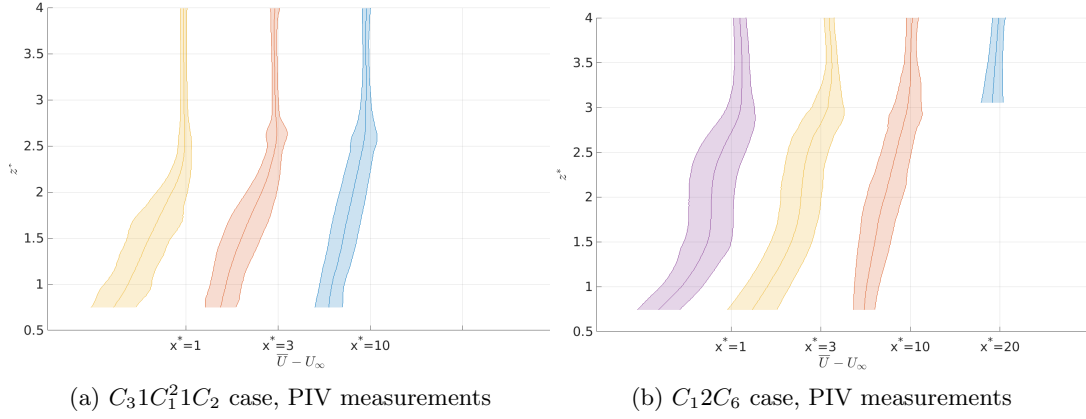 4
3.5
3
2.5
2
1.5
1
0.5
z*
x*=1 x*=3 x*=10
U̅ − U∞
(a) C₃1C₁²1C₂ case, PIV measurements
4
3.5
3
2.5
2
1.5
1
0.5
z*
x*=1 x*=3 x*=10 x*=20
U̅ − U∞
(b) C₁2C₆ case, PIV measurements